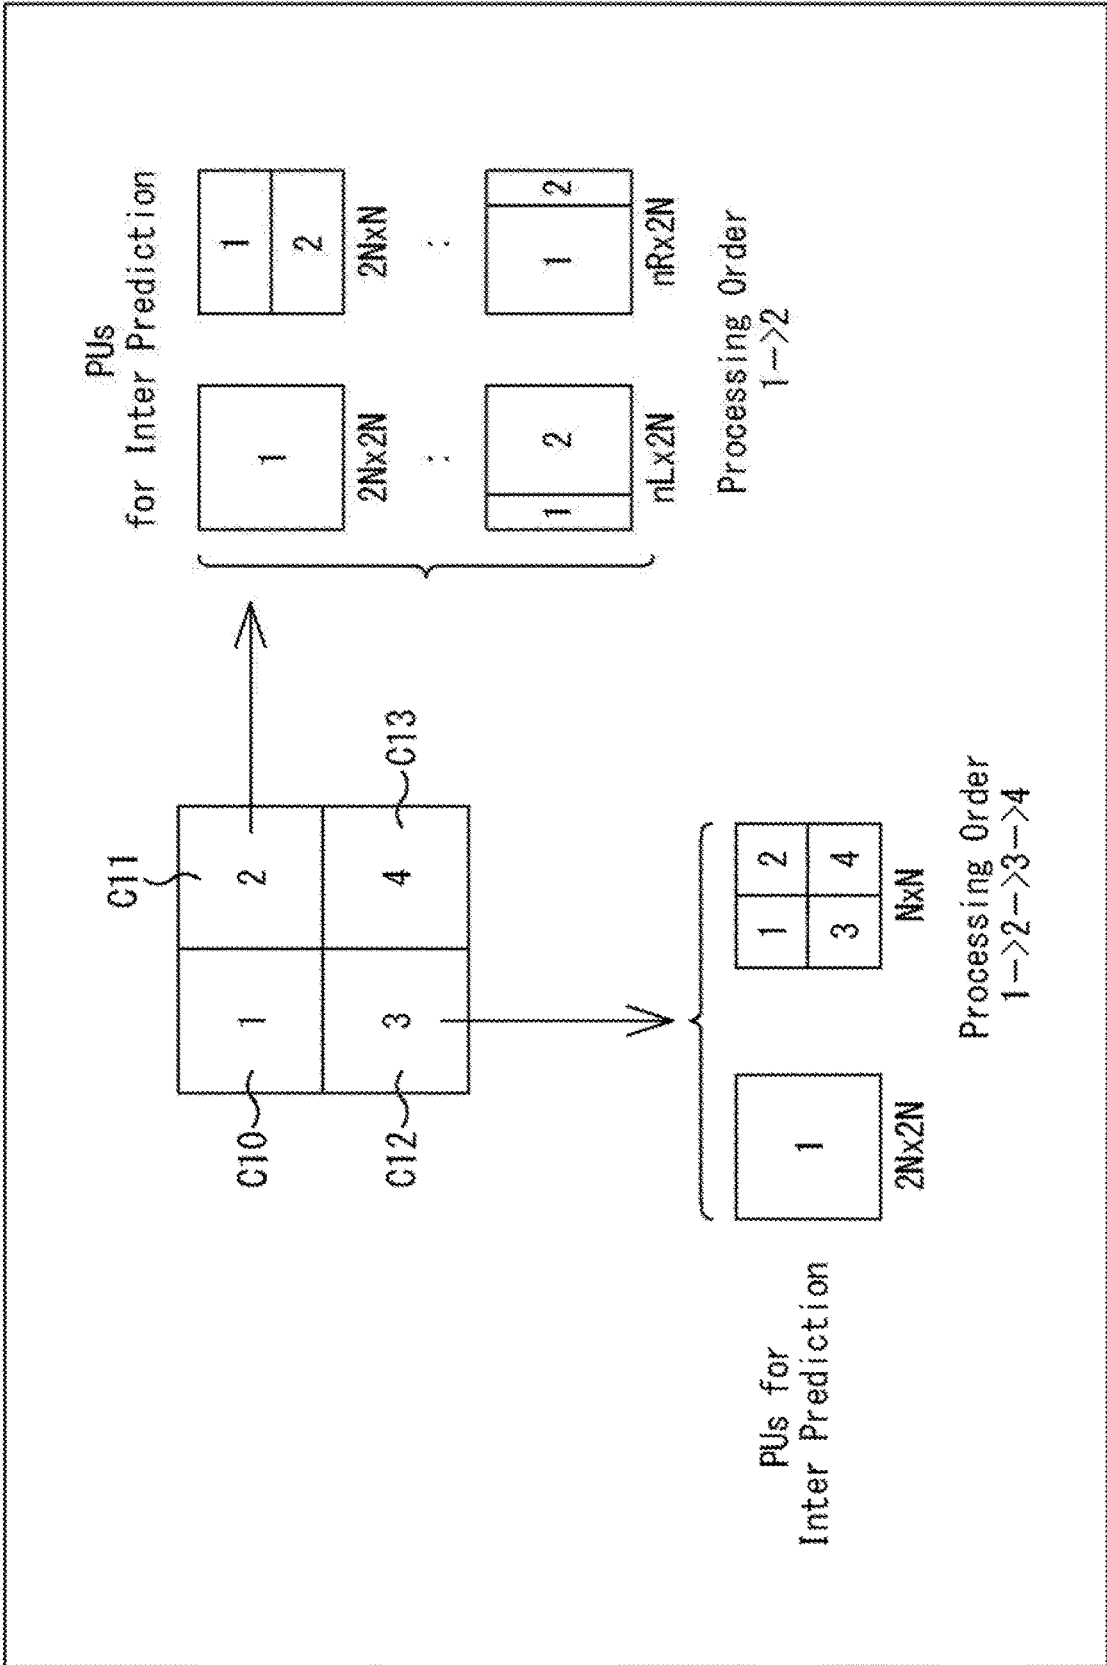 C11
C10
1
2
C12
3
4
C13
PUs
for Inter Prediction
1
2Nx2N
1
2
2NxN
:
:
1
2
nLx2N
1
2
nRx2N
Processing Order
1-->2
PUs for
Inter Prediction
1
2Nx2N
1 2
3 4
NxN
Processing Order
1-->2-->3-->4